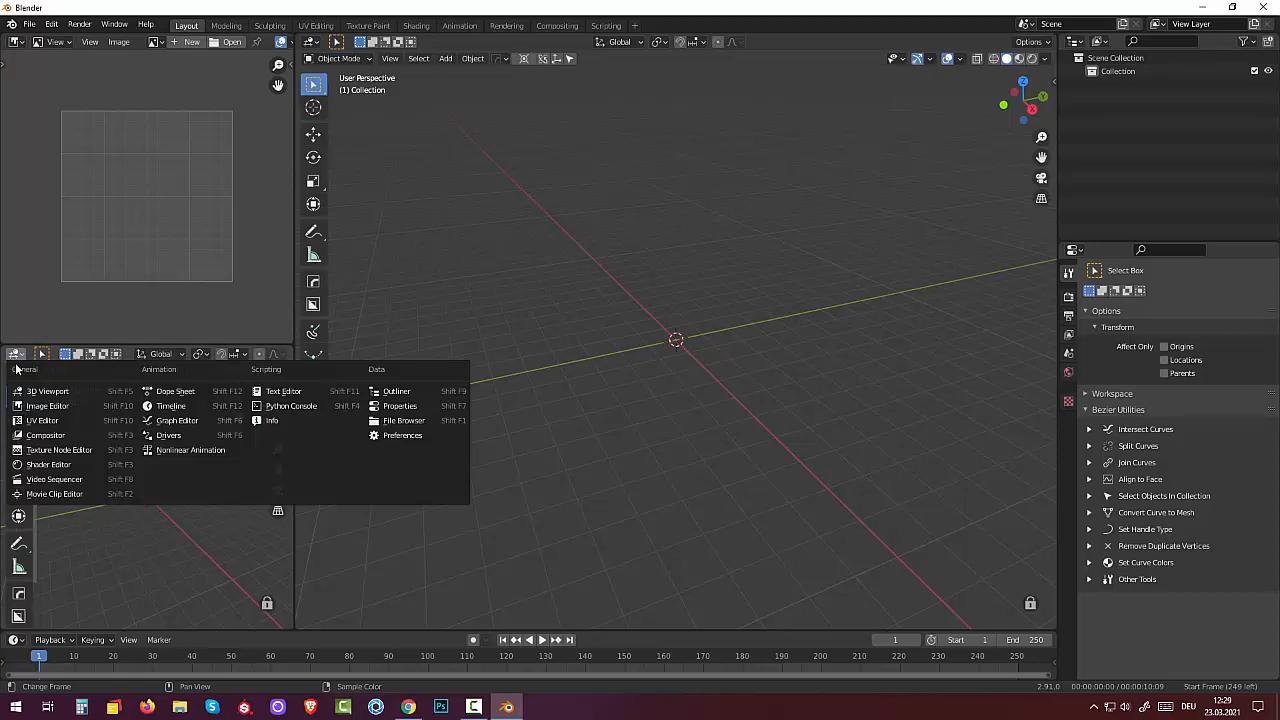 Blender
File Edit Render Window Help Layout Modeling Sculpting UV Editing Texture Paint Shading Animation Rendering Compositing Scripting + Scene View Layer
View View Image New Open Global Options
Object Mode View Select Add Object
User Perspective
(1) Collection
Scene Collection
Collection
Z
Y
X
Select Box
Options
Transform
Affect Only Origins
Locations
Parents
Workspace
Bezier Utilities
Intersect Curves
Split Curves
Join Curves
Align to Face
Select Objects In Collection
Convert Curve to Mesh
Set Handle Type
Remove Duplicate Vertices
Set Curve Colors
Other Tools
Global
General Animation Scripting Data
3D Viewport Shift F5 Dope Sheet Shift F12 Text Editor Shift F11 Outliner Shift F9
Image Editor Shift F10 Timeline Shift F12 Python Console Shift F4 Properties Shift F7
UV Editor Shift F10 Graph Editor Shift F6 Info File Browser Shift F1
Compositor Shift F3 Drivers Shift F6 Preferences
Texture Node Editor Shift F3 Nonlinear Animation
Shader Editor Shift F3
Video Sequencer Shift F8
Movie Clip Editor Shift F2
Playback Keying View Marker 1 Start 1 End 250
1 10 20 30 40 50 60 70 80 90 100 110 120 130 140 150 160 170 180 190 200 210 220 230 240 250
Change Frame Pan View Sample Color 2.91.0 00:00:00:00 / 00:00:10:09 Start Frame (249 left)
Ps DEU 12:29
23.03.2021